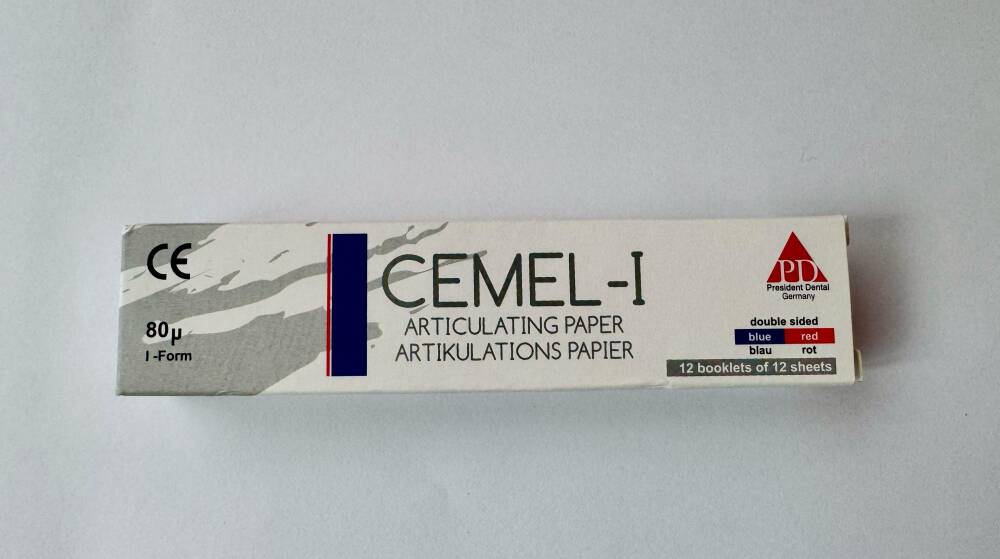 CE
80µ
I -Form
CEMEL-I
ARTICULATING PAPER
ARTIKULATIONS PAPIER
PD
President Dental
Germany
double sided
blue red
blau rot
12 booklets of 12 sheets